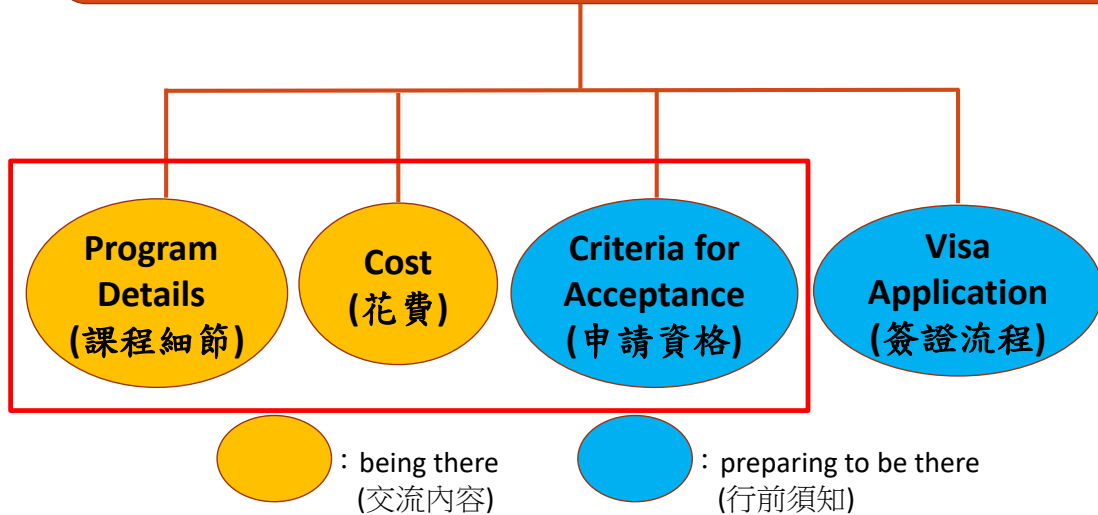 Program
Details
(課程細節)
Cost
(花費)
Criteria for
Acceptance
(申請資格)
Visa
Application
(簽證流程)
：being there
(交流內容)
：preparing to be there
(行前須知)